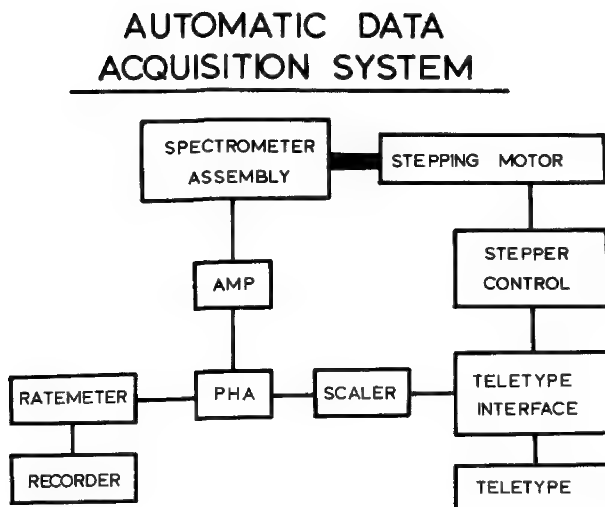 AUTOMATIC DATA
ACQUISITION SYSTEM
SPECTROMETER
ASSEMBLY
STEPPING MOTOR
STEPPER
CONTROL
AMP
RATEMETER
PHA
SCALER
TELETYPE
INTERFACE
RECORDER
TELETYPE